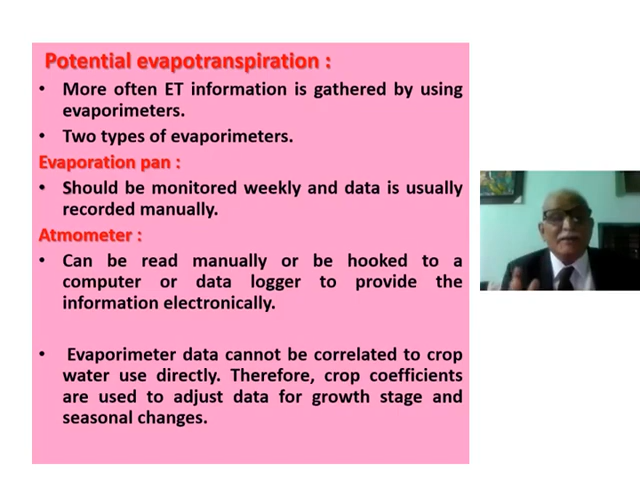 Potential evapotranspiration :
• More often ET information is gathered by using
evaporimeters.
• Two types of evaporimeters.
Evaporation pan :
• Should be monitored weekly and data is usually
recorded manually.
Atmometer :
• Can be read manually or be hooked to a
computer or data logger to provide the
information electronically.
• Evaporimeter data cannot be correlated to crop
water use directly. Therefore, crop coefficients
are used to adjust data for growth stage and
seasonal changes.